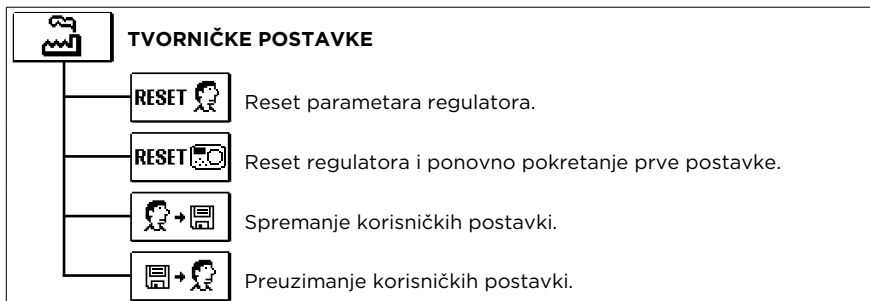 TVORNIČKE POSTAVKE
RESET Reset parametara regulatora.
RESET Reset regulatora i ponovno pokretanje prve postavke.
Spremanje korisničkih postavki.
Preuzimanje korisničkih postavki.